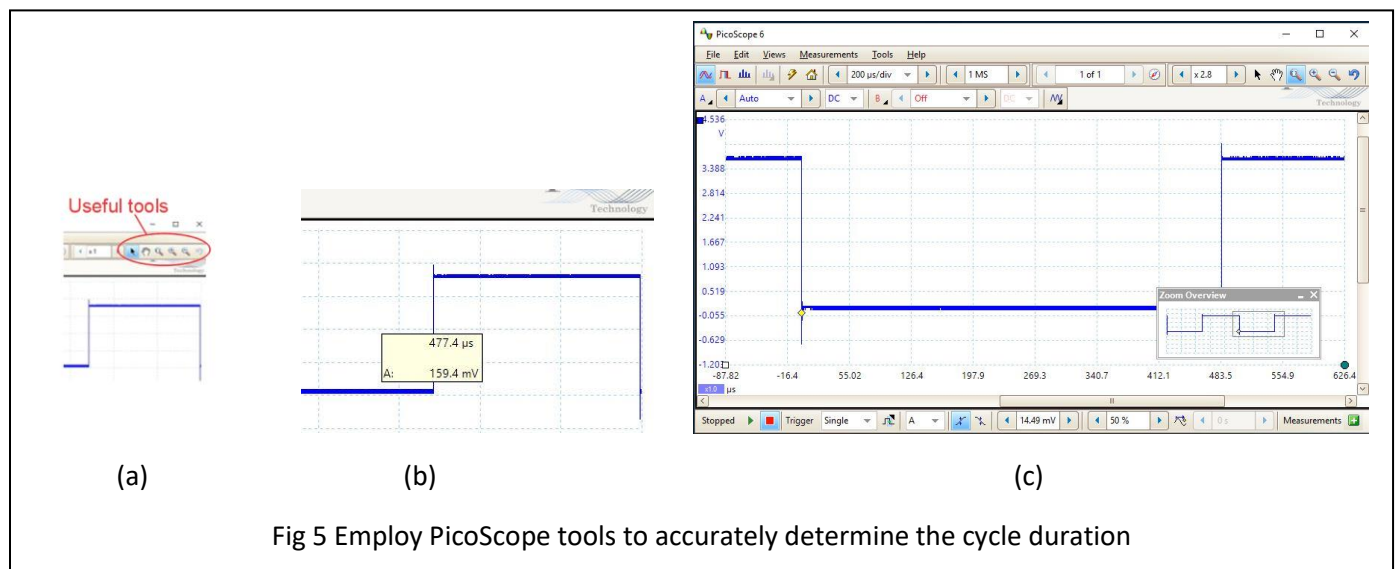 Useful tools
Technology
477.4 µs
A: 159.4 mV
Technology
PicoScope 6
File Edit Views Measurements Tools Help
200 µs/div 1 MS 1 of 1 x 2.8
A Auto DC B Off DC
Technology
4.536
V
3.388
2.814
2.241
1.667
1.093
0.519
-0.055
-0.629
-1.203
Zoom Overview
-87.82 -16.4 55.02 126.4 197.9 269.3 340.7 412.1 483.5 554.9 626.4
x1.0 µs
Stopped Trigger Single A 14.49 mV 50 % 0 s Measurements
(a) (b) (c)
Fig 5 Employ PicoScope tools to accurately determine the cycle duration